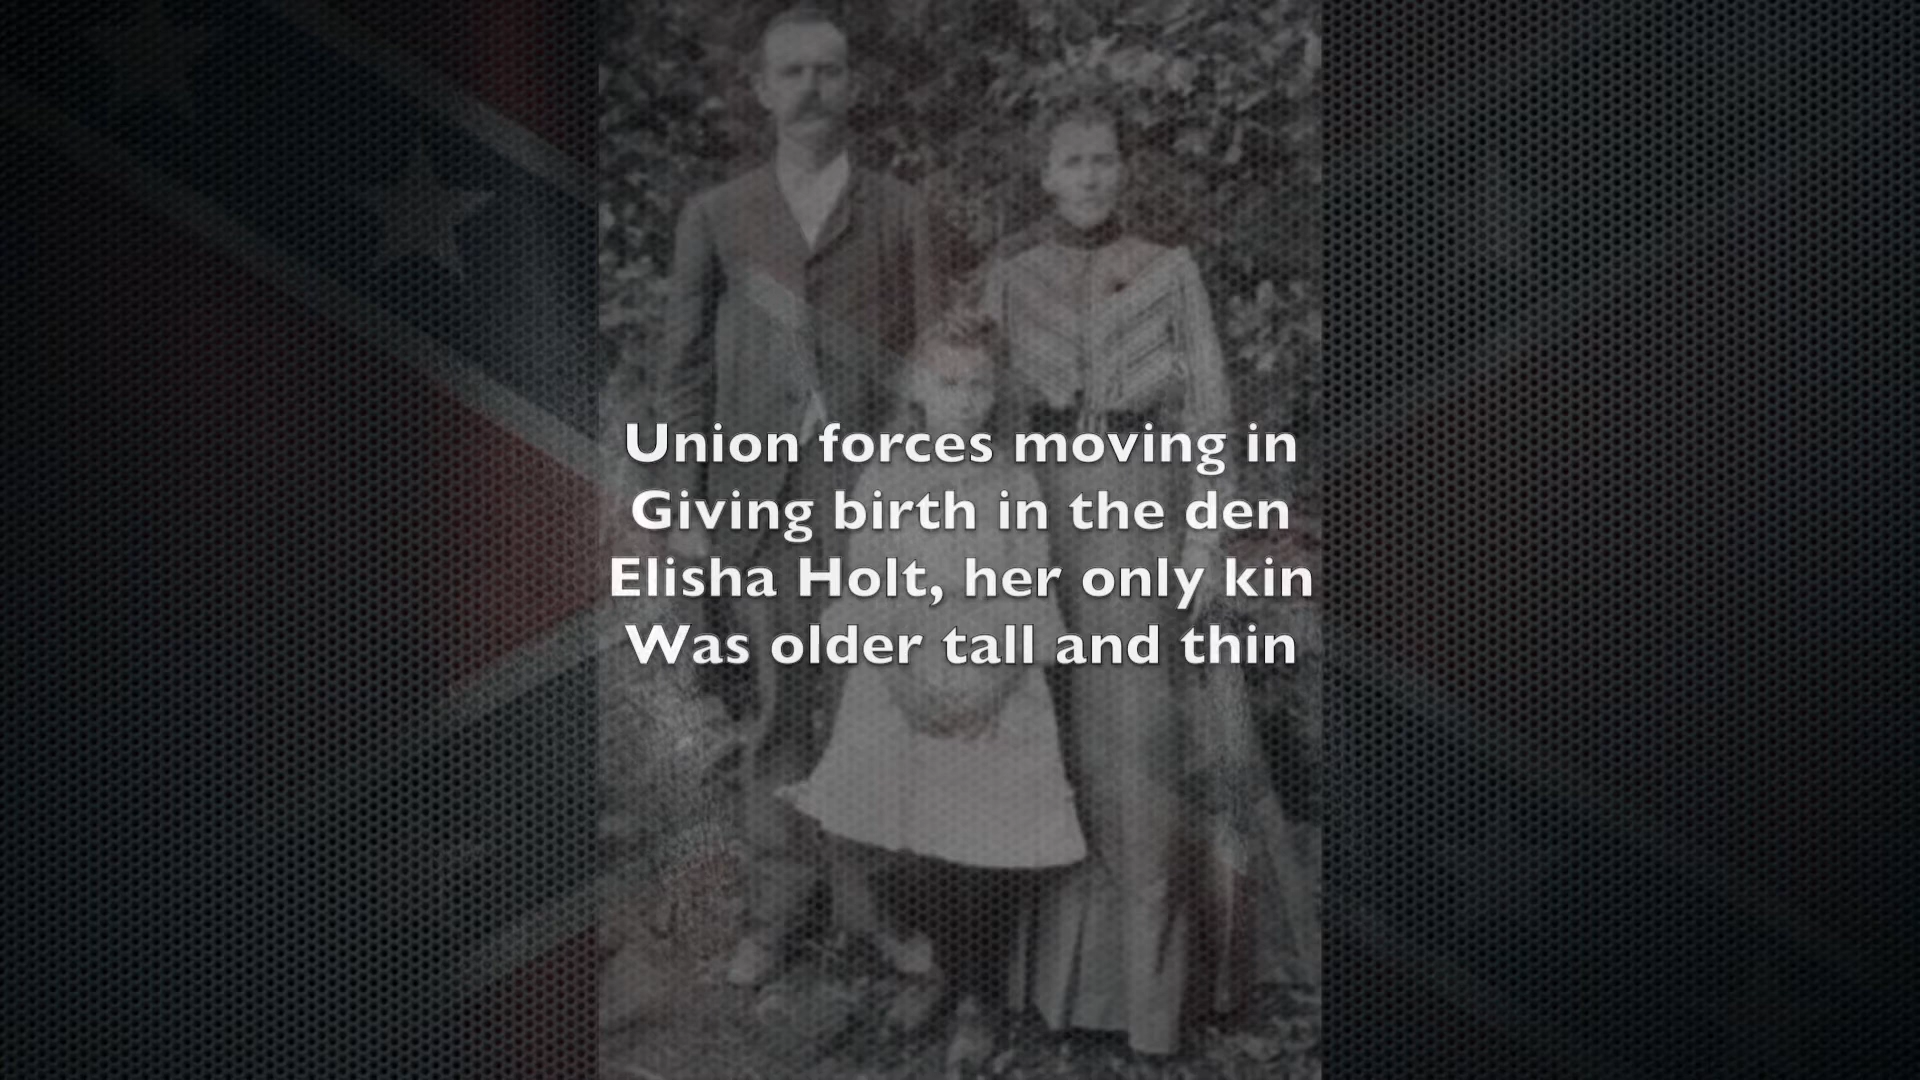 Union forces moving in
Giving birth in the den
Elisha Holt, her only kin
Was older tall and thin